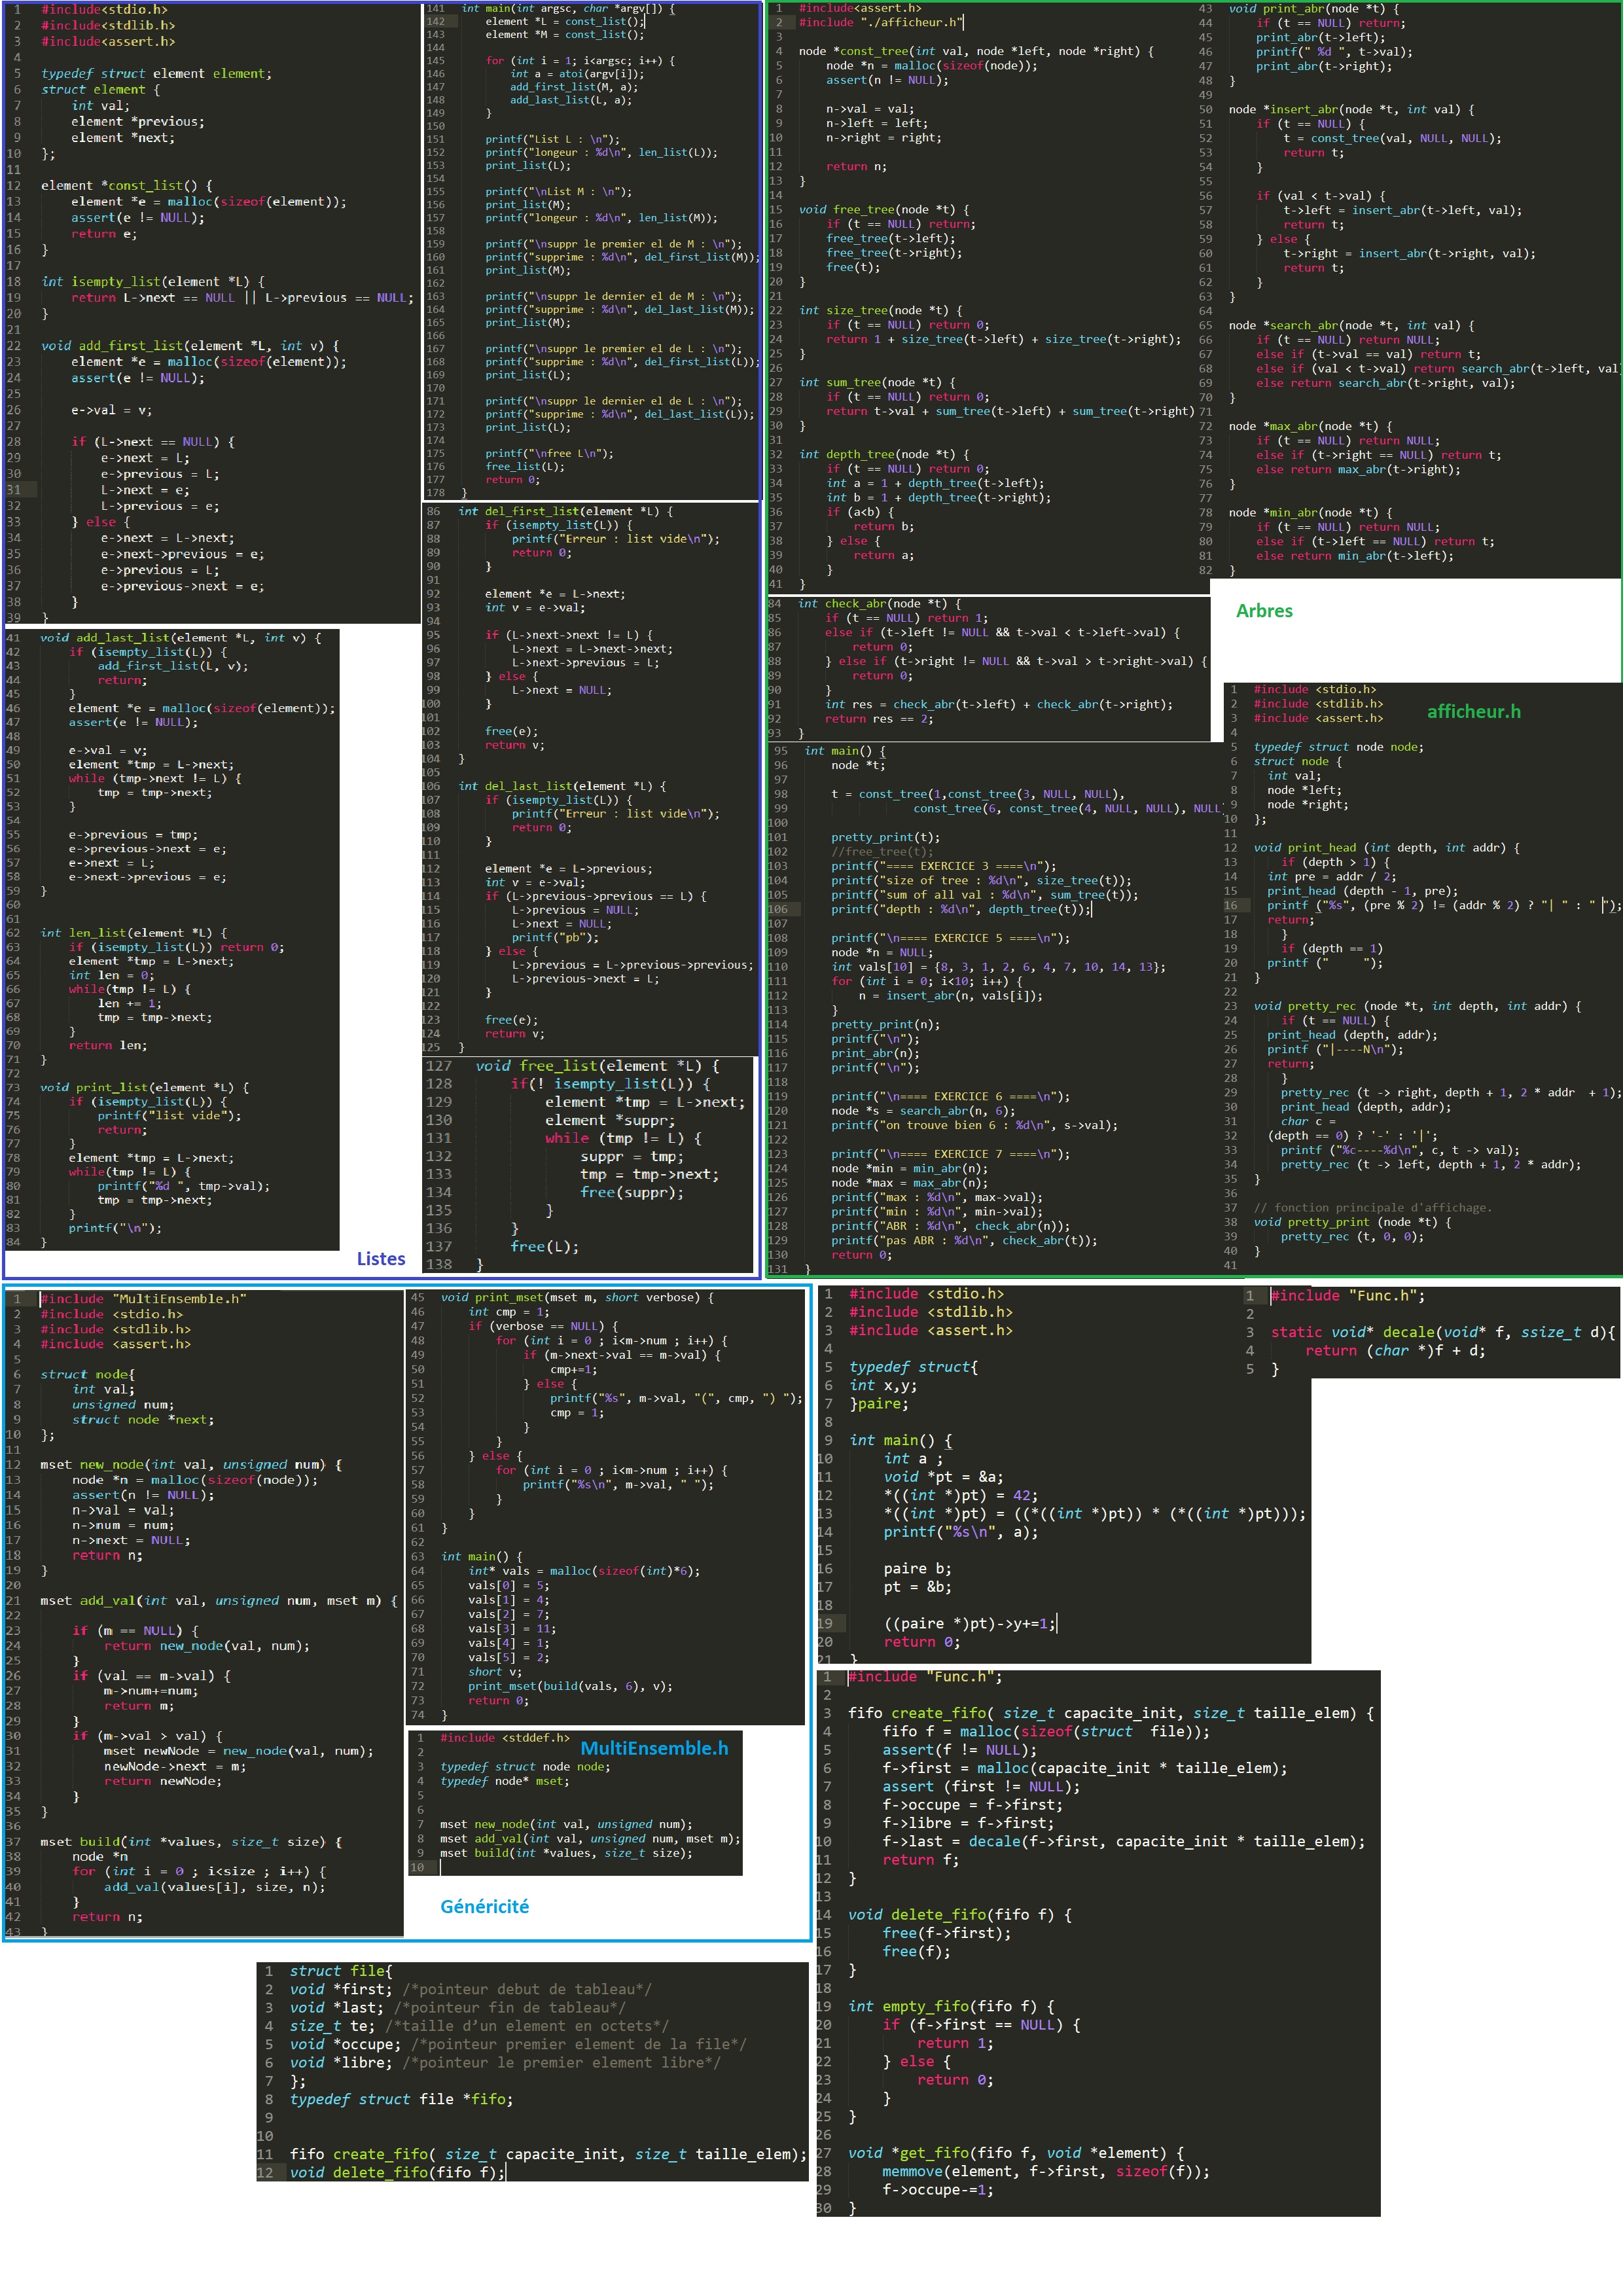 1 #include<stdio.h>
2 #include<stdlib.h>
3 #include<assert.h>
4
5 typedef struct element element;
6 struct element {
7 int val;
8 element *previous;
9 element *next;
10 };
11
12 element *const_list() {
13 element *e = malloc(sizeof(element));
14 assert(e != NULL);
15 return e;
16 }
17
18 int isempty_list(element *L) {
19 return L->next == NULL || L->previous == NULL;
20 }
21
22 void add_first_list(element *L, int v) {
23 element *e = malloc(sizeof(element));
24 assert(e != NULL);
25
26 e->val = v;
27
28 if (L->next == NULL) {
29 e->next = L;
30 e->previous = L;
31 L->next = e;
32 L->previous = e;
33 } else {
34 e->next = L->next;
35 e->next->previous = e;
36 e->previous = L;
37 e->previous->next = e;
38 }
39 }
41 void add_last_list(element *L, int v) {
42 if (isempty_list(L)) {
43 add_first_list(L, v);
44 return;
45 }
46 element *e = malloc(sizeof(element));
47 assert(e != NULL);
48
49 e->val = v;
50 element *tmp = L->next;
51 while (tmp->next != L) {
52 tmp = tmp->next;
53 }
54
55 e->previous = tmp;
56 e->previous->next = e;
57 e->next = L;
58 e->next->previous = e;
59 }
60
61
62 int len_list(element *L) {
63 if (isempty_list(L)) return 0;
64 element *tmp = L->next;
65 int len = 0;
66 while(tmp != L) {
67 len += 1;
68 tmp = tmp->next;
69 }
70 return len;
71 }
72
73 void print_list(element *L) {
74 if (isempty_list(L)) {
75 printf("list vide");
76 return;
77 }
78 element *tmp = L->next;
79 while(tmp != L) {
80 printf("%d ", tmp->val);
81 tmp = tmp->next;
82 }
83 printf("\n");
84 }
Listes
141 int main(int argsc, char *argv[]) {
142 element *L = const_list();
143 element *M = const_list();
144
145 for (int i = 1; i<argsc; i++) {
146 int a = atoi(argv[i]);
147 add_first_list(M, a);
148 add_last_list(L, a);
149 }
150
151 printf("List L : \n");
152 printf("longeur : %d\n", len_list(L));
153 print_list(L);
154
155 printf("\nList M : \n");
156 print_list(M);
157 printf("longeur : %d\n", len_list(M));
158
159 printf("\nsuppr le premier el de M : \n");
160 printf("supprime : %d\n", del_first_list(M));
161 print_list(M);
162
163 printf("\nsuppr le dernier el de M : \n");
164 printf("supprime : %d\n", del_last_list(M));
165 print_list(M);
166
167 printf("\nsuppr le premier el de L : \n");
168 printf("supprime : %d\n", del_first_list(L));
169 print_list(L);
170
171 printf("\nsuppr le dernier el de L : \n");
172 printf("supprime : %d\n", del_last_list(L));
173 print_list(L);
174
175 printf("\nfree L\n");
176 free_list(L);
177 return 0;
178 }
86 int del_first_list(element *L) {
87 if (isempty_list(L)) {
88 printf("Erreur : list vide\n");
89 return 0;
90 }
91
92 element *e = L->next;
93 int v = e->val;
94
95 if (L->next->next != L) {
96 L->next = L->next->next;
97 L->next->previous = L;
98 } else {
99 L->next = NULL;
100 }
101
102 free(e);
103 return v;
104 }
105
106 int del_last_list(element *L) {
107 if (isempty_list(L)) {
108 printf("Erreur : list vide\n");
109 return 0;
110 }
111
112 element *e = L->previous;
113 int v = e->val;
114 if (L->previous->previous == L) {
115 L->previous = NULL;
116 L->next = NULL;
117 printf("pb");
118 } else {
119 L->previous = L->previous->previous;
120 L->previous->next = L;
121 }
122
123 free(e);
124 return v;
125 }
127 void free_list(element *L) {
128 if(! isempty_list(L)) {
129 element *tmp = L->next;
130 element *suppr;
131 while (tmp != L) {
132 suppr = tmp;
133 tmp = tmp->next;
134 free(suppr);
135 }
136 }
137 free(L);
138 }
1 #include<assert.h>
2 #include "./afficheur.h"
3
4 node *const_tree(int val, node *left, node *right) {
5 node *n = malloc(sizeof(node));
6 assert(n != NULL);
7
8 n->val = val;
9 n->left = left;
10 n->right = right;
11
12 return n;
13 }
14
15 void free_tree(node *t) {
16 if (t == NULL) return;
17 free_tree(t->left);
18 free_tree(t->right);
19 free(t);
20 }
21
22 int size_tree(node *t) {
23 if (t == NULL) return 0;
24 return 1 + size_tree(t->left) + size_tree(t->right);
25 }
26
27 int sum_tree(node *t) {
28 if (t == NULL) return 0;
29 return t->val + sum_tree(t->left) + sum_tree(t->right)
30 }
31
32 int depth_tree(node *t) {
33 if (t == NULL) return 0;
34 int a = 1 + depth_tree(t->left);
35 int b = 1 + depth_tree(t->right);
36 if (a<b) {
37 return b;
38 } else {
39 return a;
40 }
41 }
43 void print_abr(node *t) {
44 if (t == NULL) return;
45 print_abr(t->left);
46 printf(" %d ", t->val);
47 print_abr(t->right);
48 }
49
50 node *insert_abr(node *t, int val) {
51 if (t == NULL) {
52 t = const_tree(val, NULL, NULL);
53 return t;
54 }
55
56 if (val < t->val) {
57 t->left = insert_abr(t->left, val);
58 return t;
59 } else {
60 t->right = insert_abr(t->right, val);
61 return t;
62 }
63 }
64
65 node *search_abr(node *t, int val) {
66 if (t == NULL) return NULL;
67 else if (t->val == val) return t;
68 else if (val < t->val) return search_abr(t->left, val
69 else return search_abr(t->right, val);
70 }
71
72 node *max_abr(node *t) {
73 if (t == NULL) return NULL;
74 else if (t->right == NULL) return t;
75 else return max_abr(t->right);
76 }
77
78 node *min_abr(node *t) {
79 if (t == NULL) return NULL;
80 else if (t->left == NULL) return t;
81 else return min_abr(t->left);
82 }
84 int check_abr(node *t) {
85 if (t == NULL) return 1;
86 else if (t->left != NULL && t->val < t->left->val) {
87 return 0;
88 } else if (t->right != NULL && t->val > t->right->val) {
89 return 0;
90 }
91 int res = check_abr(t->left) + check_abr(t->right);
92 return res == 2;
93 }
Arbres
95 int main() {
96 node *t;
97
98 t = const_tree(1,const_tree(3, NULL, NULL),
99 const_tree(6, const_tree(4, NULL, NULL), NULL
100
101 pretty_print(t);
102 //free_tree(t);
103 printf("==== EXERCICE 3 ====\n");
104 printf("size of tree : %d\n", size_tree(t));
105 printf("sum of all val : %d\n", sum_tree(t));
106 printf("depth : %d\n", depth_tree(t));
107
108 printf("\n==== EXERCICE 5 ====\n");
109 node *n = NULL;
110 int vals[10] = {8, 3, 1, 2, 6, 4, 7, 10, 14, 13};
111 for (int i = 0; i<10; i++) {
112 n = insert_abr(n, vals[i]);
113 }
114 pretty_print(n);
115 printf("\n");
116 print_abr(n);
117 printf("\n");
118
119 printf("\n==== EXERCICE 6 ====\n");
120 node *s = search_abr(n, 6);
121 printf("on trouve bien 6 : %d\n", s->val);
122
123 printf("\n==== EXERCICE 7 ====\n");
124 node *min = min_abr(n);
125 node *max = max_abr(n);
126 printf("max : %d\n", max->val);
127 printf("min : %d\n", min->val);
128 printf("ABR : %d\n", check_abr(n));
129 printf("pas ABR : %d\n", check_abr(t));
130 return 0;
131 }
afficheur.h
1 #include <stdio.h>
2 #include <stdlib.h>
3 #include <assert.h>
4
5 typedef struct node node;
6 struct node {
7 int val;
8 node *left;
9 node *right;
10 };
11
12 void print_head (int depth, int addr) {
13 if (depth > 1) {
14 int pre = addr / 2;
15 print_head (depth - 1, pre);
16 printf ("%s", (pre % 2) != (addr % 2) ? "| " : " ");
17 return;
18 }
19 if (depth == 1)
20 printf (" ");
21 }
22
23 void pretty_rec (node *t, int depth, int addr) {
24 if (t == NULL) {
25 print_head (depth, addr);
26 printf ("|----N\n");
27 return;
28 }
29 pretty_rec (t -> right, depth + 1, 2 * addr + 1);
30 print_head (depth, addr);
31 char c =
32 (depth == 0) ? '-' : '|';
33 printf ("%c----%d\n", c, t -> val);
34 pretty_rec (t -> left, depth + 1, 2 * addr);
35 }
36
37 // fonction principale d'affichage.
38 void pretty_print (node *t) {
39 pretty_rec (t, 0, 0);
40 }
41
1 #include "MultiEnsemble.h"
2 #include <stdio.h>
3 #include <stdlib.h>
4 #include <assert.h>
5
6 struct node{
7 int val;
8 unsigned num;
9 struct node *next;
10 };
11
12 mset new_node(int val, unsigned num) {
13 node *n = malloc(sizeof(node));
14 assert(n != NULL);
15 n->val = val;
16 n->num = num;
17 n->next = NULL;
18 return n;
19 }
20
21 mset add_val(int val, unsigned num, mset m) {
22
23 if (m == NULL) {
24 return new_node(val, num);
25 }
26 if (val == m->val) {
27 m->num+=num;
28 return m;
29 }
30 if (m->val > val) {
31 mset newNode = new_node(val, num);
32 newNode->next = m;
33 return newNode;
34 }
35 }
36
37 mset build(int *values, size_t size) {
38 node *n
39 for (int i = 0 ; i<size ; i++) {
40 add_val(values[i], size, n);
41 }
42 return n;
43 }
45 void print_mset(mset m, short verbose) {
46 int cmp = 1;
47 if (verbose == NULL) {
48 for (int i = 0 ; i<m->num ; i++) {
49 if (m->next->val == m->val) {
50 cmp+=1;
51 } else {
52 printf("%s", m->val, "(", cmp, ") ");
53 cmp = 1;
54 }
55 }
56 } else {
57 for (int i = 0 ; i<m->num ; i++) {
58 printf("%s\n", m->val, " ");
59 }
60 }
61 }
62
63 int main() {
64 int* vals = malloc(sizeof(int)*6);
65 vals[0] = 5;
66 vals[1] = 4;
67 vals[2] = 7;
68 vals[3] = 11;
69 vals[4] = 1;
70 vals[5] = 2;
71 short v;
72 print_mset(build(vals, 6), v);
73 return 0;
74 }
MultiEnsemble.h
1 #include <stddef.h>
2
3 typedef struct node node;
4 typedef node* mset;
5
6
7 mset new_node(int val, unsigned num);
8 mset add_val(int val, unsigned num, mset m);
9 mset build(int *values, size_t size);
10
Généricité
1 #include <stdio.h>
2 #include <stdlib.h>
3 #include <assert.h>
4
5 typedef struct{
6 int x,y;
7 }paire;
8
9 int main() {
10 int a ;
11 void *pt = &a;
12 *((int *)pt) = 42;
13 *((int *)pt) = ((*((int *)pt)) * (*((int *)pt)));
14 printf("%s\n", a);
15
16 paire b;
17 pt = &b;
18
19 ((paire *)pt)->y+=1;
20 return 0;
21 }
1 #include "Func.h";
2
3 static void* decale(void* f, ssize_t d){
4 return (char *)f + d;
5 }
1 #include "Func.h";
2
3 fifo create_fifo( size_t capacite_init, size_t taille_elem) {
4 fifo f = malloc(sizeof(struct file));
5 assert(f != NULL);
6 f->first = malloc(capacite_init * taille_elem);
7 assert (first != NULL);
8 f->occupe = f->first;
9 f->libre = f->first;
10 f->last = decale(f->first, capacite_init * taille_elem);
11 return f;
12 }
13
14 void delete_fifo(fifo f) {
15 free(f->first);
16 free(f);
17 }
18
19 int empty_fifo(fifo f) {
20 if (f->first == NULL) {
21 return 1;
22 } else {
23 return 0;
24 }
25 }
26
27 void *get_fifo(fifo f, void *element) {
28 memmove(element, f->first, sizeof(f));
29 f->occupe-=1;
30 }
1 struct file{
2 void *first; /*pointeur debut de tableau*/
3 void *last; /*pointeur fin de tableau*/
4 size_t te; /*taille d’un element en octets*/
5 void *occupe; /*pointeur premier element de la file*/
6 void *libre; /*pointeur le premier element libre*/
7 };
8 typedef struct file *fifo;
9
10
11 fifo create_fifo( size_t capacite_init, size_t taille_elem);
12 void delete_fifo(fifo f);